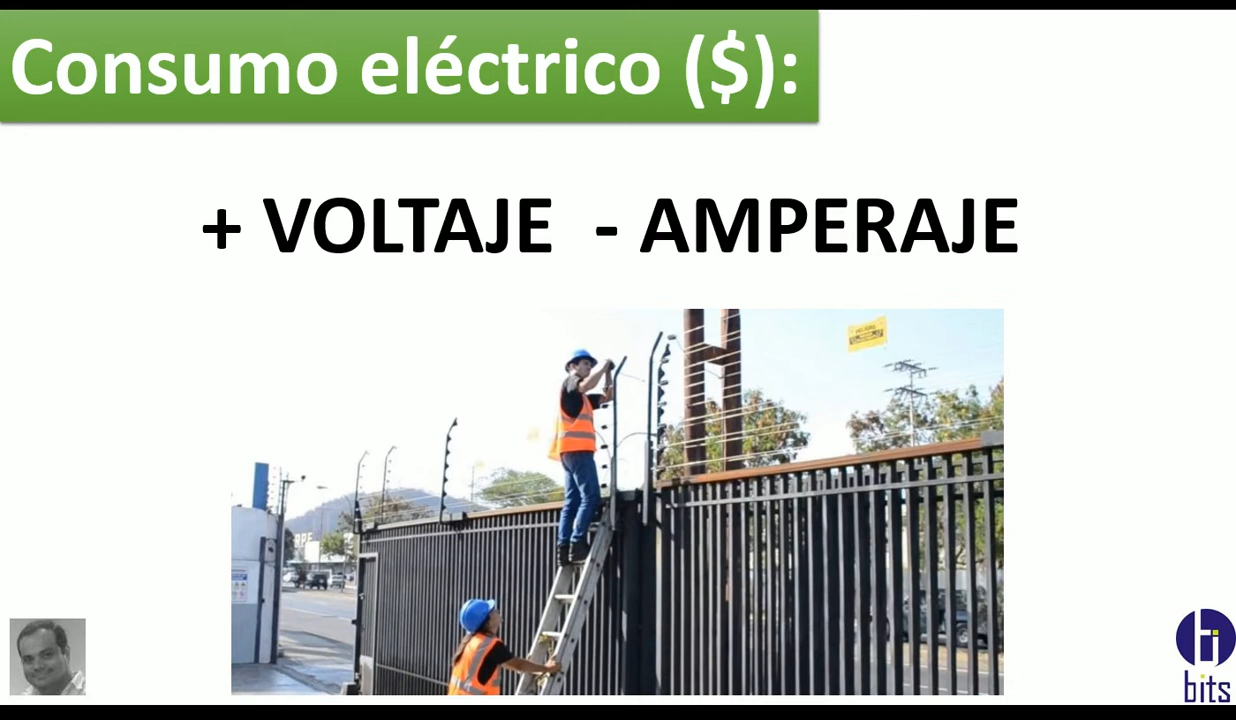 Consumo eléctrico ($):
+ VOLTAJE - AMPERAJE
bits